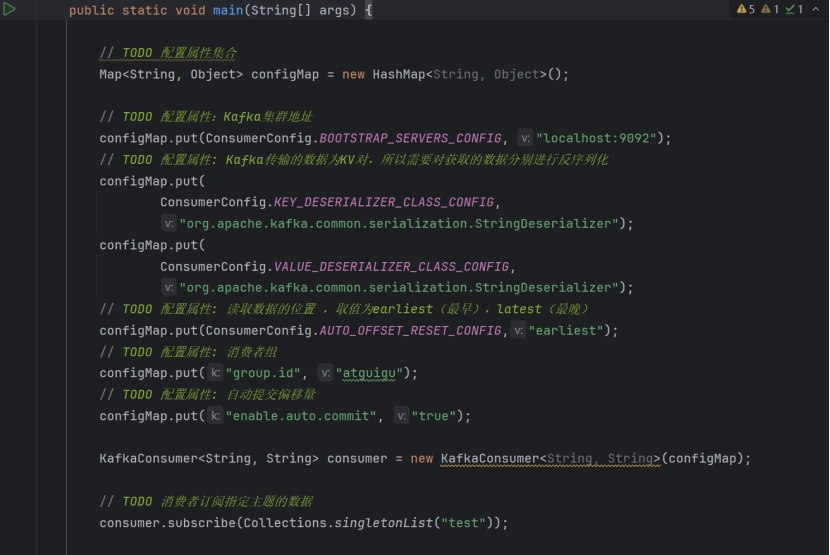 public static void main(String[] args) {
5 1 1
// TODO 配置属性集合
Map<String, Object> configMap = new HashMap<String, Object>();
// TODO 配置属性：Kafka集群地址
configMap.put(ConsumerConfig.BOOTSTRAP_SERVERS_CONFIG, v: "localhost:9092");
// TODO 配置属性: Kafka传输的数据为KV对，所以需要对获取的数据分别进行反序列化
configMap.put(
ConsumerConfig.KEY_DESERIALIZER_CLASS_CONFIG,
v: "org.apache.kafka.common.serialization.StringDeserializer");
configMap.put(
ConsumerConfig.VALUE_DESERIALIZER_CLASS_CONFIG,
v: "org.apache.kafka.common.serialization.StringDeserializer");
// TODO 配置属性: 读取数据的位置 ，取值为earliest（最早），latest（最晚）
configMap.put(ConsumerConfig.AUTO_OFFSET_RESET_CONFIG, v: "earliest");
// TODO 配置属性: 消费者组
configMap.put( k: "group.id", v: "atguigu");
// TODO 配置属性: 自动提交偏移量
configMap.put( k: "enable.auto.commit", v: "true");
KafkaConsumer<String, String> consumer = new KafkaConsumer<String, String>(configMap);
// TODO 消费者订阅指定主题的数据
consumer.subscribe(Collections.singletonList("test"));